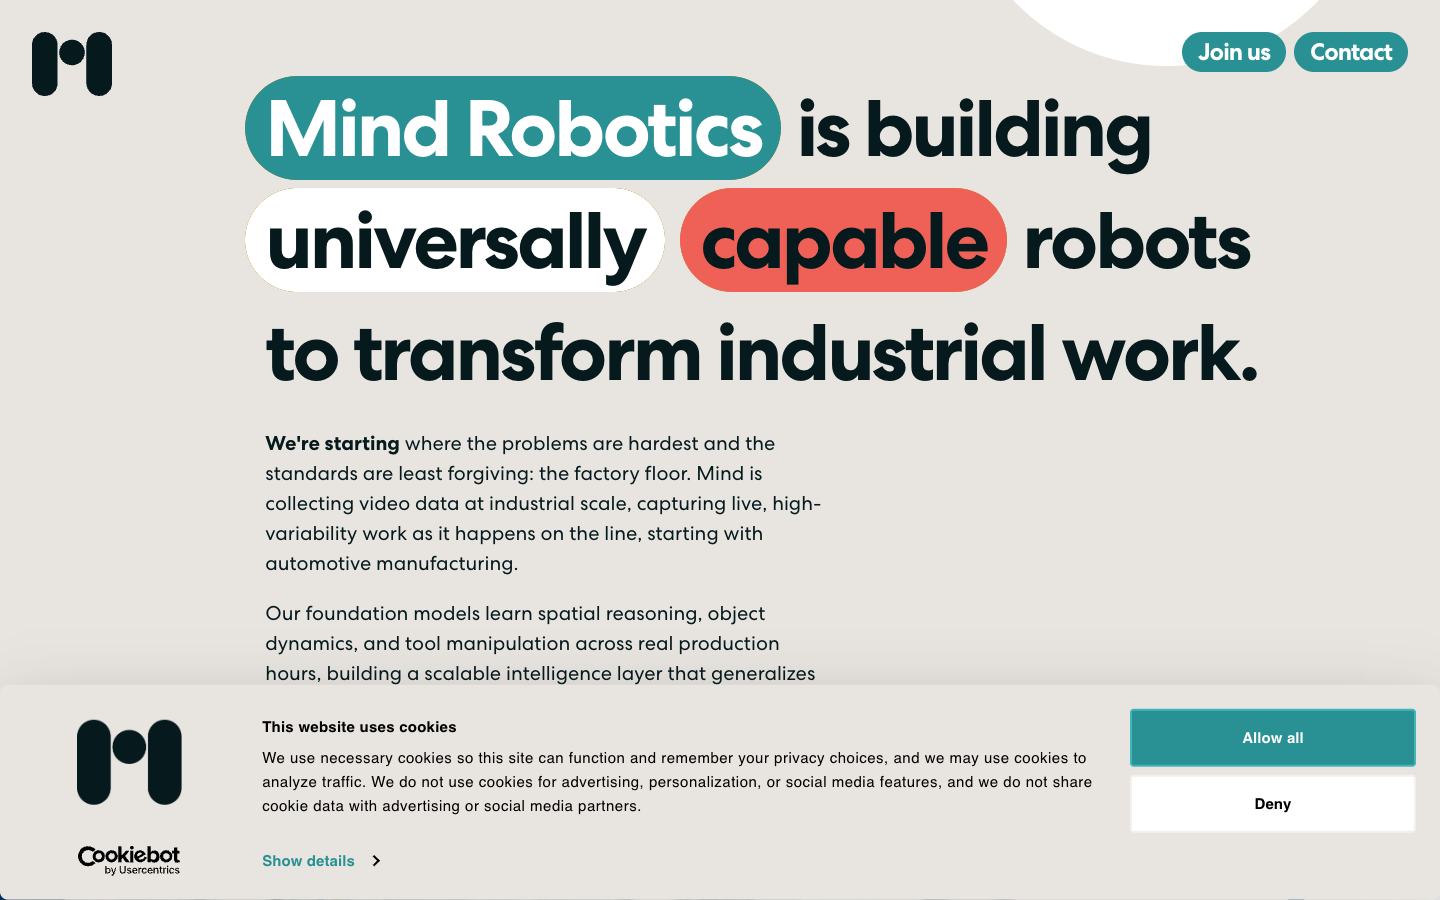 Join us Contact
Mind Robotics is building
universally capable robots
to transform industrial work.
We're starting where the problems are hardest and the
standards are least forgiving: the factory floor. Mind is
collecting video data at industrial scale, capturing live, high-
variability work as it happens on the line, starting with
automotive manufacturing.
Our foundation models learn spatial reasoning, object
dynamics, and tool manipulation across real production
hours, building a scalable intelligence layer that generalizes
This website uses cookies
We use necessary cookies so this site can function and remember your privacy choices, and we may use cookies to
analyze traffic. We do not use cookies for advertising, personalization, or social media features, and we do not share
cookie data with advertising or social media partners.
Allow all
Deny
Cookiebot
by Usercentrics
Show details